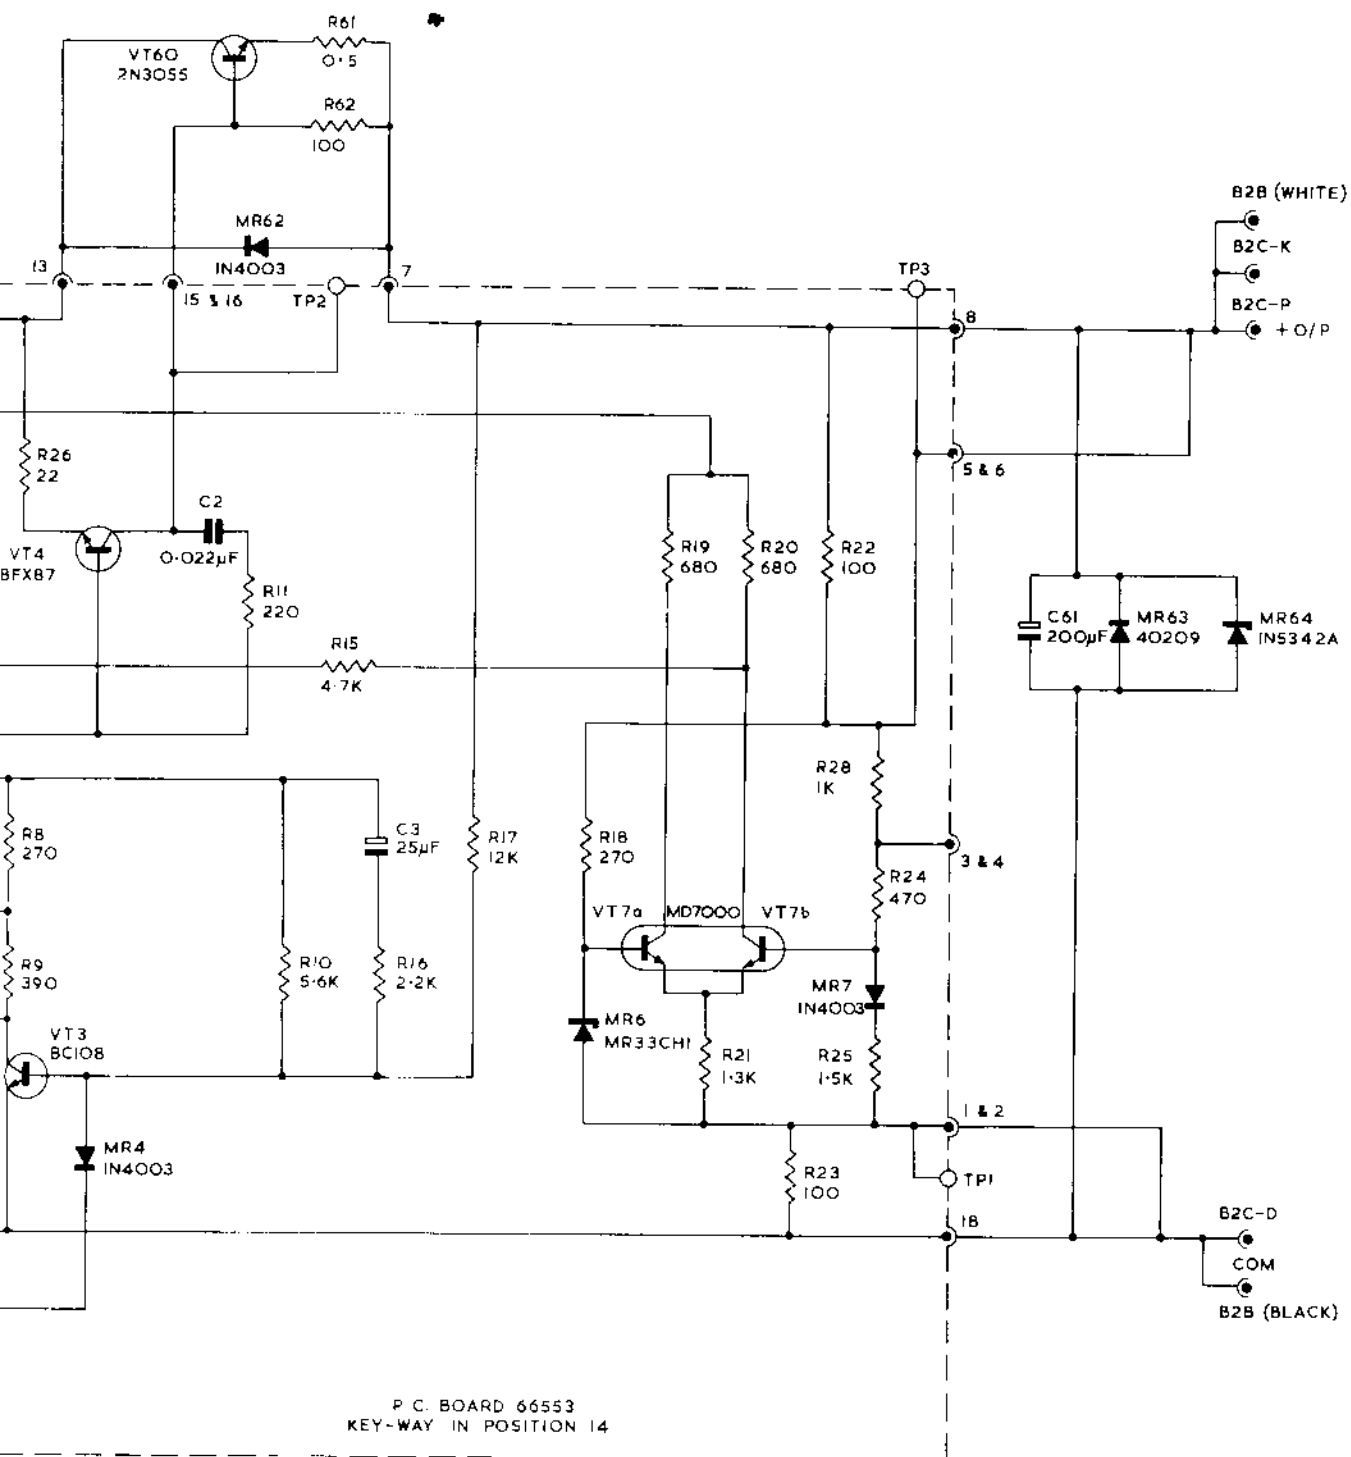 R61
VT60
2N3055
0·5
R62
100
B2B (WHITE)
MR62
B2C-K
1N4003
13
7
TP3
15 & 16
TP2
B2C-P
8
+ O/P
R26
22
5 & 6
C2
0·022µF
VT4
BFX87
R19
680
R20
680
R22
100
R11
220
C61
200µF
MR63
40209
MR64
1N5342A
R15
4·7K
R28
1K
R8
270
C3
25µF
R17
12K
R18
270
3 & 4
R24
470
VT7a
MD7000
VT7b
R9
390
R10
5·6K
R16
2·2K
MR7
1N4003
VT3
BC108
MR6
MR33CH1
R21
1·3K
R25
1·5K
1 & 2
MR4
1N4003
R23
100
TP1
18
B2C-D
COM
B2B (BLACK)
P.C. BOARD 66553
KEY-WAY IN POSITION 14